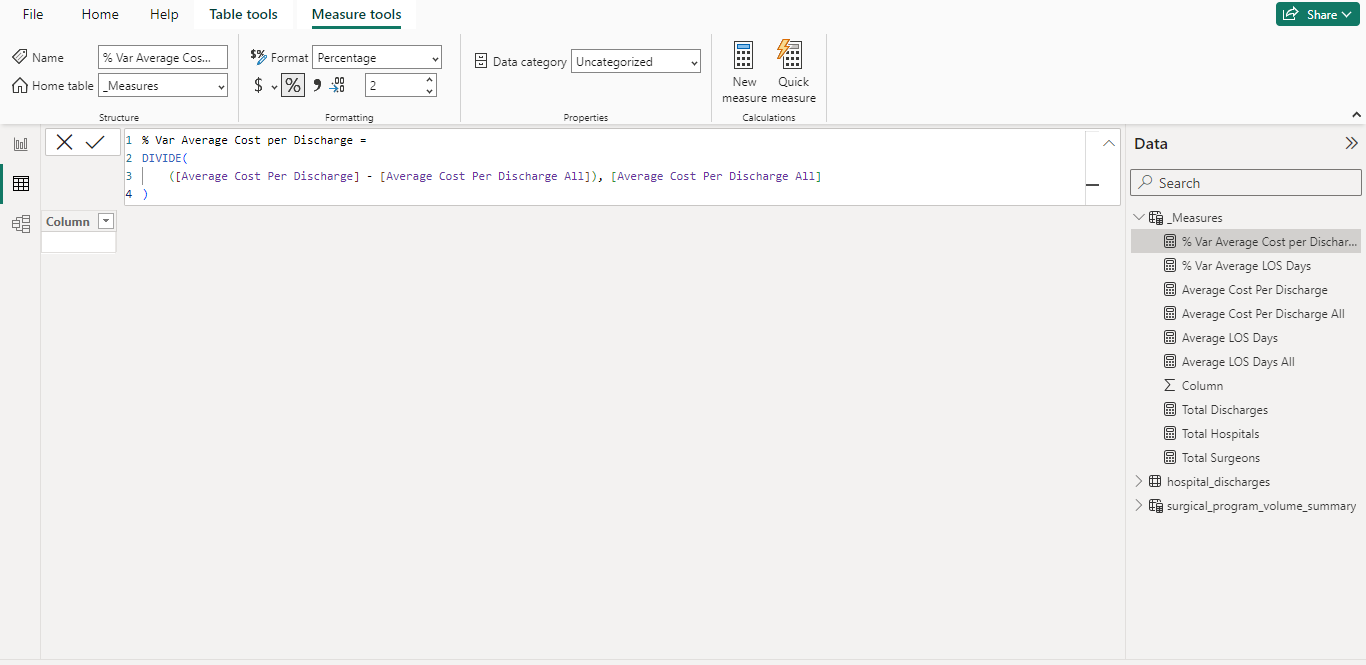 File Home Help Table tools Measure tools Share
Name % Var Average Cos...
Home table _Measures
Structure
Format Percentage
$ % 2
Formatting
Data category Uncategorized
Properties
New measure
Quick measure
Calculations
1 % Var Average Cost per Discharge =
2 DIVIDE(
3 ([Average Cost Per Discharge] - [Average Cost Per Discharge All]), [Average Cost Per Discharge All]
4 )
Column
Data
Search
_Measures
% Var Average Cost per Dischar...
% Var Average LOS Days
Average Cost Per Discharge
Average Cost Per Discharge All
Average LOS Days
Average LOS Days All
Column
Total Discharges
Total Hospitals
Total Surgeons
hospital_discharges
surgical_program_volume_summary